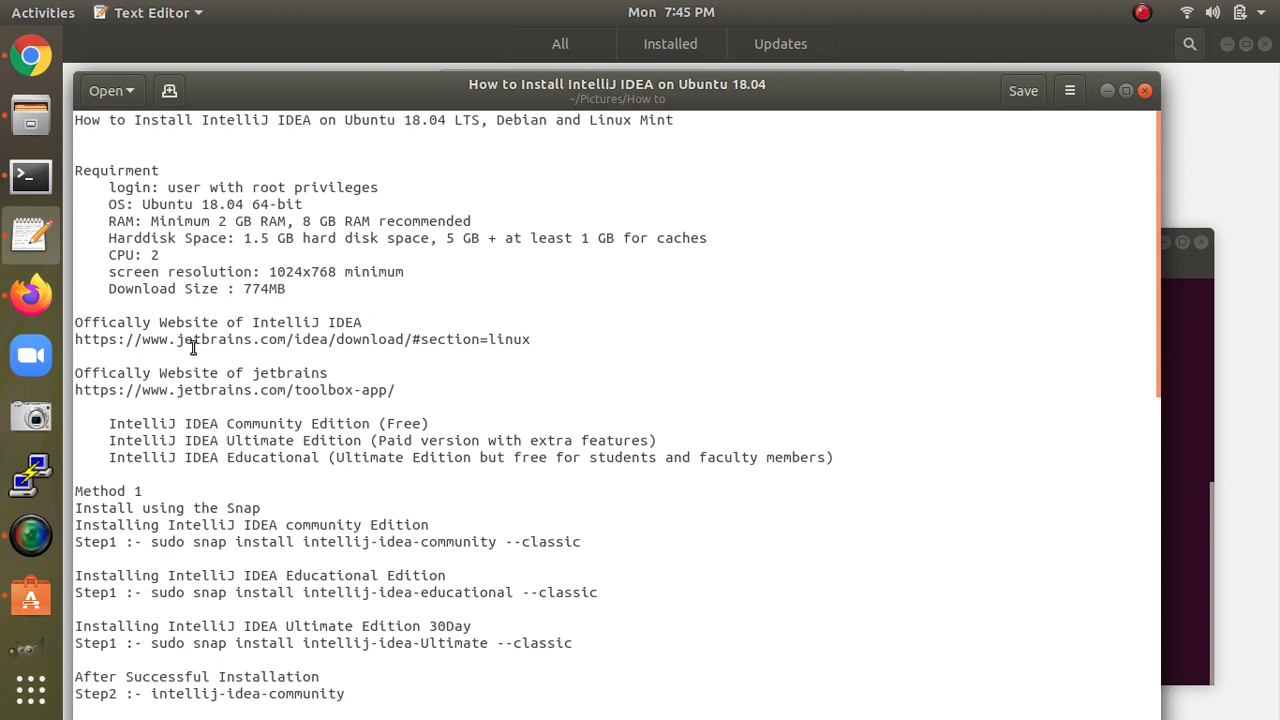 Activities Text Editor Mon 7:45 PM
All Installed Updates
Open How to Install IntelliJ IDEA on Ubuntu 18.04 Save
~/Pictures/How to
How to Install IntelliJ IDEA on Ubuntu 18.04 LTS, Debian and Linux Mint
Requirment
login: user with root privileges
OS: Ubuntu 18.04 64-bit
RAM: Minimum 2 GB RAM, 8 GB RAM recommended
Harddisk Space: 1.5 GB hard disk space, 5 GB + at least 1 GB for caches
CPU: 2
screen resolution: 1024x768 minimum
Download Size : 774MB
Offically Website of IntelliJ IDEA
https://www.jetbrains.com/idea/download/#section=linux
Offically Website of jetbrains
https://www.jetbrains.com/toolbox-app/
IntelliJ IDEA Community Edition (Free)
IntelliJ IDEA Ultimate Edition (Paid version with extra features)
IntelliJ IDEA Educational (Ultimate Edition but free for students and faculty members)
Method 1
Install using the Snap
Installing IntelliJ IDEA community Edition
Step1 :- sudo snap install intellij-idea-community --classic
Installing IntelliJ IDEA Educational Edition
Step1 :- sudo snap install intellij-idea-educational --classic
Installing IntelliJ IDEA Ultimate Edition 30Day
Step1 :- sudo snap install intellij-idea-Ultimate --classic
After Successful Installation
Step2 :- intellij-idea-community